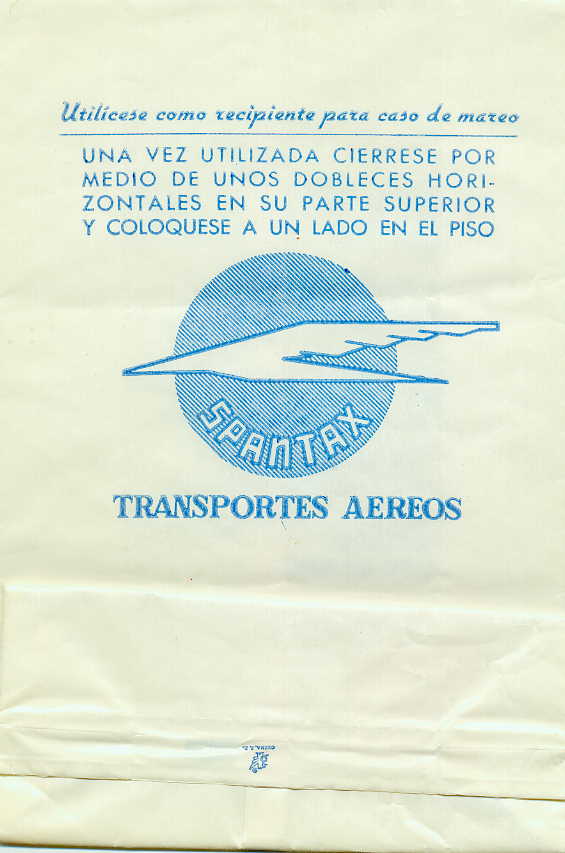 Utilícese como recipiente para caso de mareo
UNA VEZ UTILIZADA CIERRESE POR
MEDIO DE UNOS DOBLECES HORI-
ZONTALES EN SU PARTE SUPERIOR
Y COLOQUESE A UN LADO EN EL PISO
SPANTAX
TRANSPORTES AEREOS